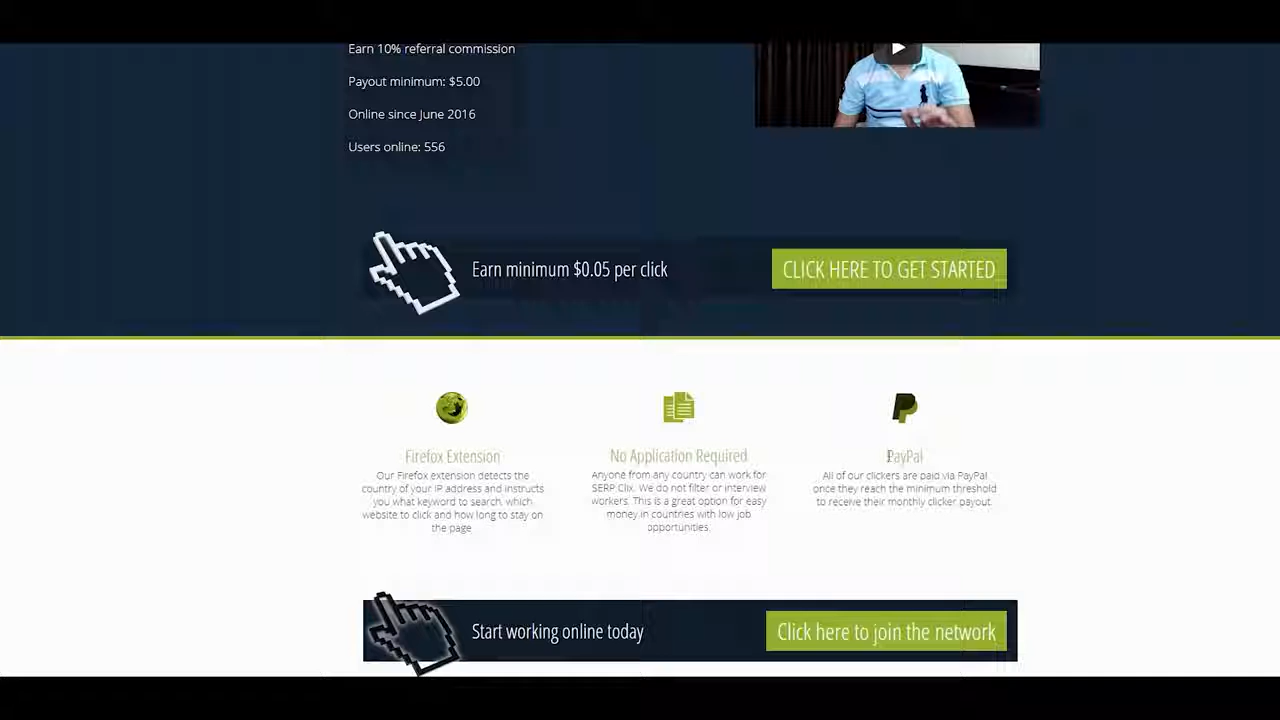 Earn 10% referral commission
Payout minimum: $5.00
Online since June 2016
Users online: 556
Earn minimum $0.05 per click
CLICK HERE TO GET STARTED
Firefox Extension
Our Firefox extension detects the
country of your IP address and instructs
you what keyword to search, which
website to click and how long to stay on
the page.
No Application Required
Anyone from any country can work for
SERP Clix. We do not filter or interview
workers. This is a great option for easy
money in countries with low job
opportunities.
PayPal
All of our clickers are paid via PayPal
once they reach the minimum threshold
to receive their monthly clicker payout.
Start working online today
Click here to join the network